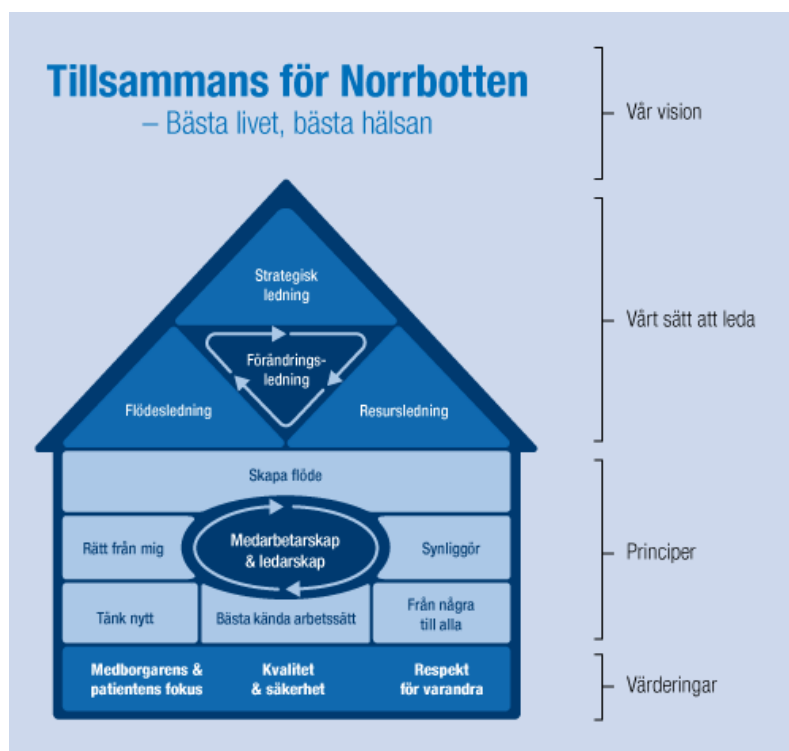 Tillsammans för Norrbotten
– Bästa livet, bästa hälsan
Vår vision
Strategisk
ledning
Förändrings-
ledning
Flödesledning
Resursledning
Vårt sätt att leda
Skapa flöde
Rätt från mig
Medarbetarskap
& ledarskap
Synliggör
Tänk nytt
Bästa kända arbetssätt
Från några
till alla
Principer
Medborgarens &
patientens fokus
Kvalitet
& säkerhet
Respekt
för varandra
Värderingar